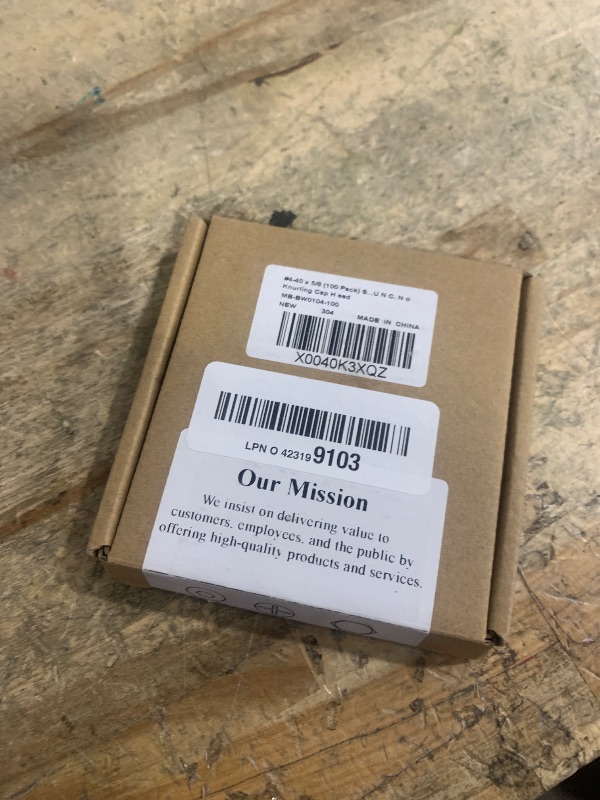 #4-40 x 5/8 (100 Pack) S...U N C, N o
Knurling Cap H ead
MB-BW0104-100
NEW 304 MADE IN CHINA
X0040K3XQZ
LPN O 42319 9103
Our Mission
We insist on delivering value to
customers, employees, and the public by
offering high-quality products and services.